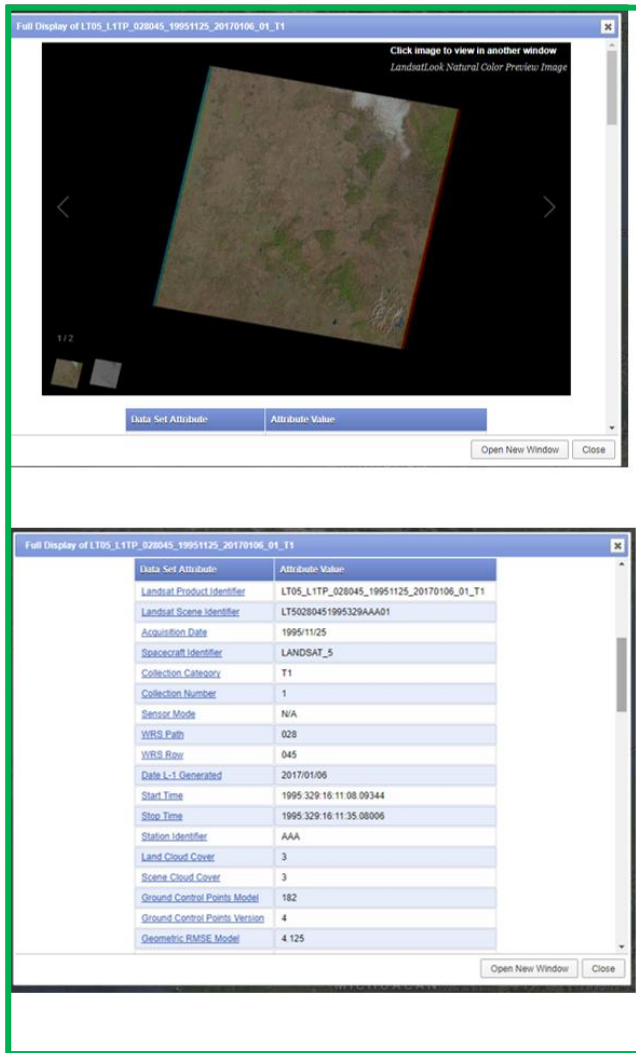 Full Display of LT05_L1TP_028045_19951125_20170106_01_T1
Click image to view in another window
LandsatLook Natural Color Preview Image
1 / 2
Data Set Attribute Attribute Value
Open New Window Close
Full Display of LT05_L1TP_028045_19951125_20170106_01_T1
Data Set Attribute Attribute Value
Landsat Product Identifier LT05_L1TP_028045_19951125_20170106_01_T1
Landsat Scene Identifier LT50280451995329AAA01
Acquisition Date 1995/11/25
Spacecraft Identifier LANDSAT_5
Collection Category T1
Collection Number 1
Sensor Mode N/A
WRS Path 028
WRS Row 045
Date L-1 Generated 2017/01/06
Start Time 1995:329:16:11:08.09344
Stop Time 1995:329:16:11:35.08006
Station Identifier AAA
Land Cloud Cover 3
Scene Cloud Cover 3
Ground Control Points Model 182
Ground Control Points Version 4
Geometric RMSE Model 4.125
Open New Window Close
MICHOACAN